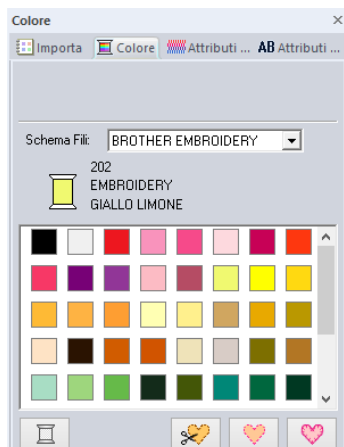 Colore
Importa Colore Attributi ... AB Attributi ...
Schema Fili: BROTHER EMBROIDERY
202
EMBROIDERY
GIALLO LIMONE